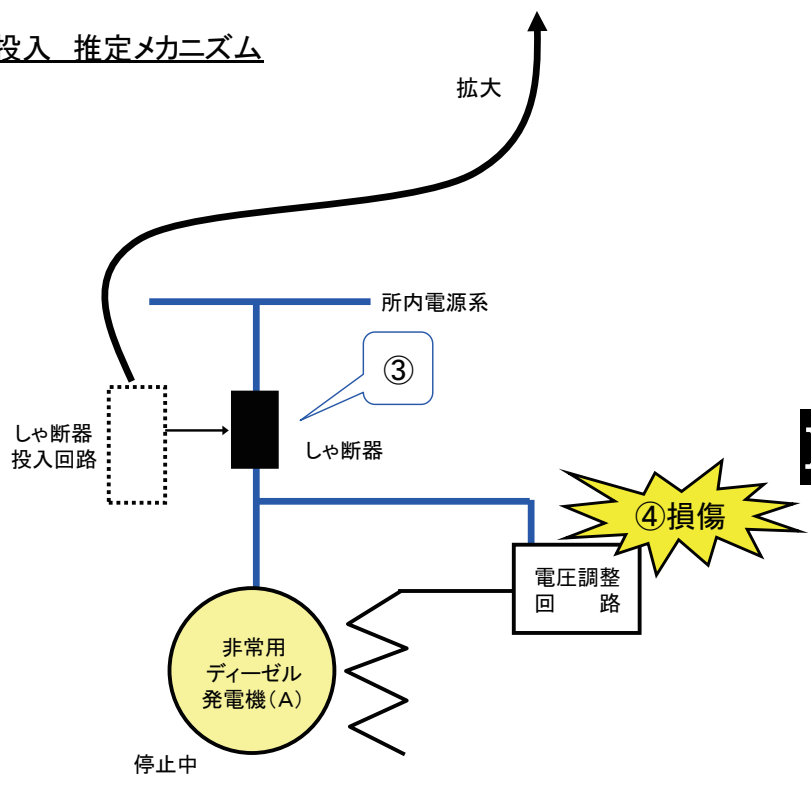 投入 推定メカニズム
拡大
所内電源系
③
しゃ断器
投入回路
しゃ断器
④損傷
電圧調整
回 路
非常用
ディーゼル
発電機(A)
停止中